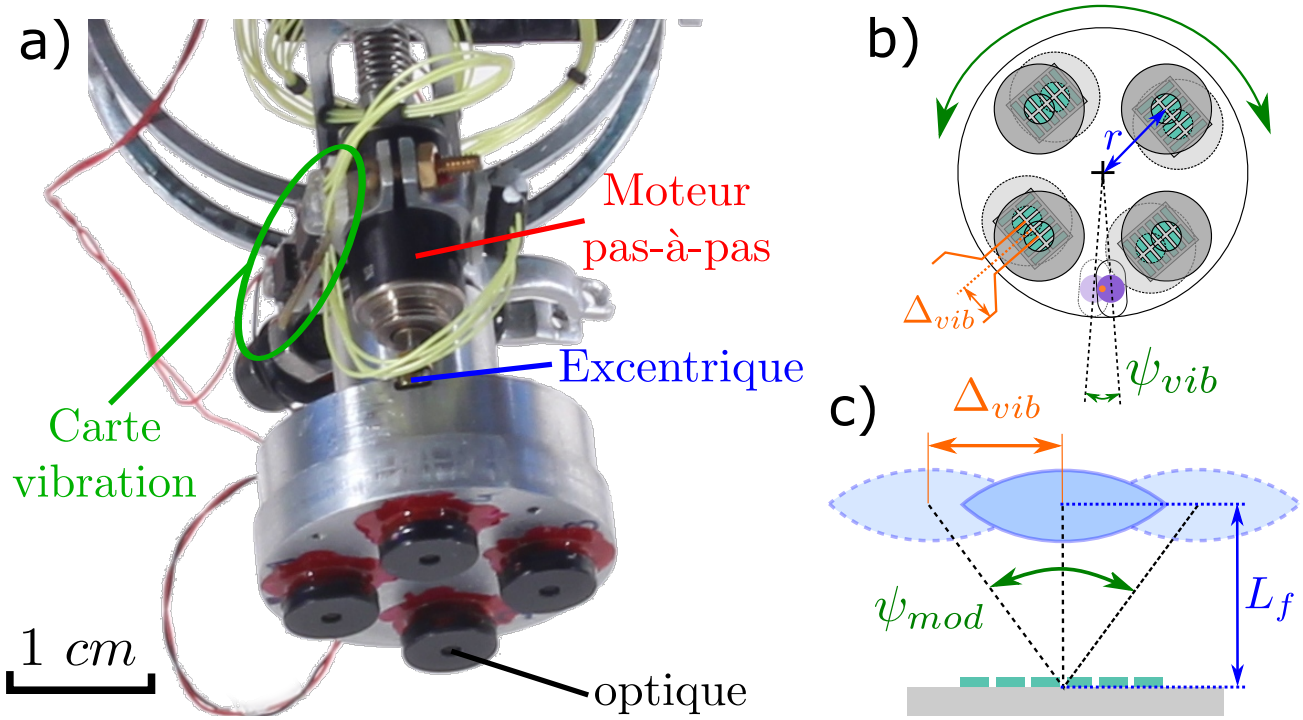 a)
Moteur
pas-à-pas
Excentrique
Carte
vibration
1 cm
optique
b)
r
Δvib
ψvib
c)
Δvib
ψmod
Lf